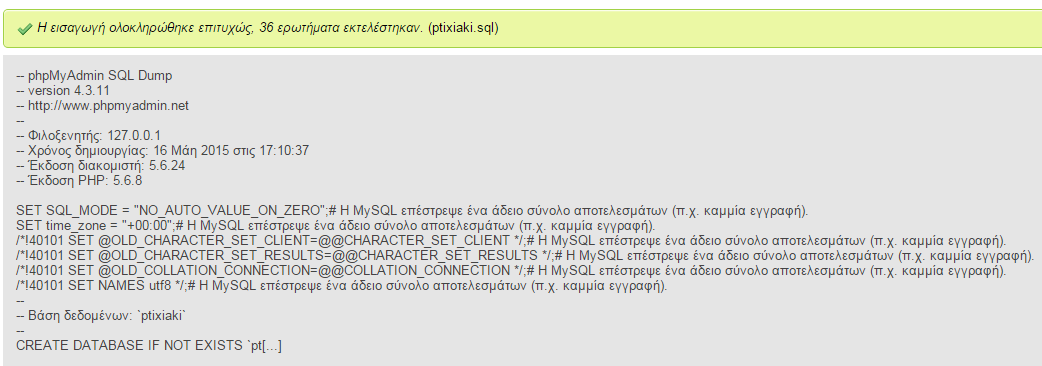 Η εισαγωγή ολοκληρώθηκε επιτυχώς, 36 ερωτήματα εκτελέστηκαν. (ptixiaki.sql)
-- phpMyAdmin SQL Dump
-- version 4.3.11
-- http://www.phpmyadmin.net
--
-- Φιλοξενητής: 127.0.0.1
-- Χρόνος δημιουργίας: 16 Μάη 2015 στις 17:10:37
-- Έκδοση διακομιστή: 5.6.24
-- Έκδοση PHP: 5.6.8
SET SQL_MODE = "NO_AUTO_VALUE_ON_ZERO";# Η MySQL επέστρεψε ένα άδειο σύνολο αποτελεσμάτων (π.χ. καμμία εγγραφή).
SET time_zone = "+00:00";# Η MySQL επέστρεψε ένα άδειο σύνολο αποτελεσμάτων (π.χ. καμμία εγγραφή).
/*!40101 SET @OLD_CHARACTER_SET_CLIENT=@@CHARACTER_SET_CLIENT */;# Η MySQL επέστρεψε ένα άδειο σύνολο αποτελεσμάτων (π.χ. καμμία εγγραφή).
/*!40101 SET @OLD_CHARACTER_SET_RESULTS=@@CHARACTER_SET_RESULTS */;# Η MySQL επέστρεψε ένα άδειο σύνολο αποτελεσμάτων (π.χ. καμμία εγγραφή).
/*!40101 SET @OLD_COLLATION_CONNECTION=@@COLLATION_CONNECTION */;# Η MySQL επέστρεψε ένα άδειο σύνολο αποτελεσμάτων (π.χ. καμμία εγγραφή).
/*!40101 SET NAMES utf8 */;# Η MySQL επέστρεψε ένα άδειο σύνολο αποτελεσμάτων (π.χ. καμμία εγγραφή).
--
-- Βάση δεδομένων: `ptixiaki`
--
CREATE DATABASE IF NOT EXISTS `pt[...]